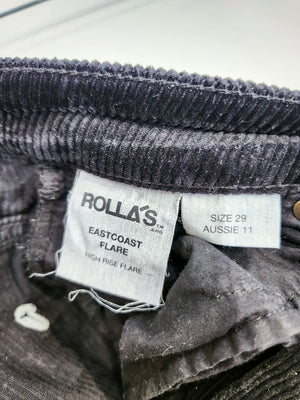 ROLLA'S
EASTCOAST
FLARE
HIGH RISE FLARE
SIZE 29
AUSSIE 11